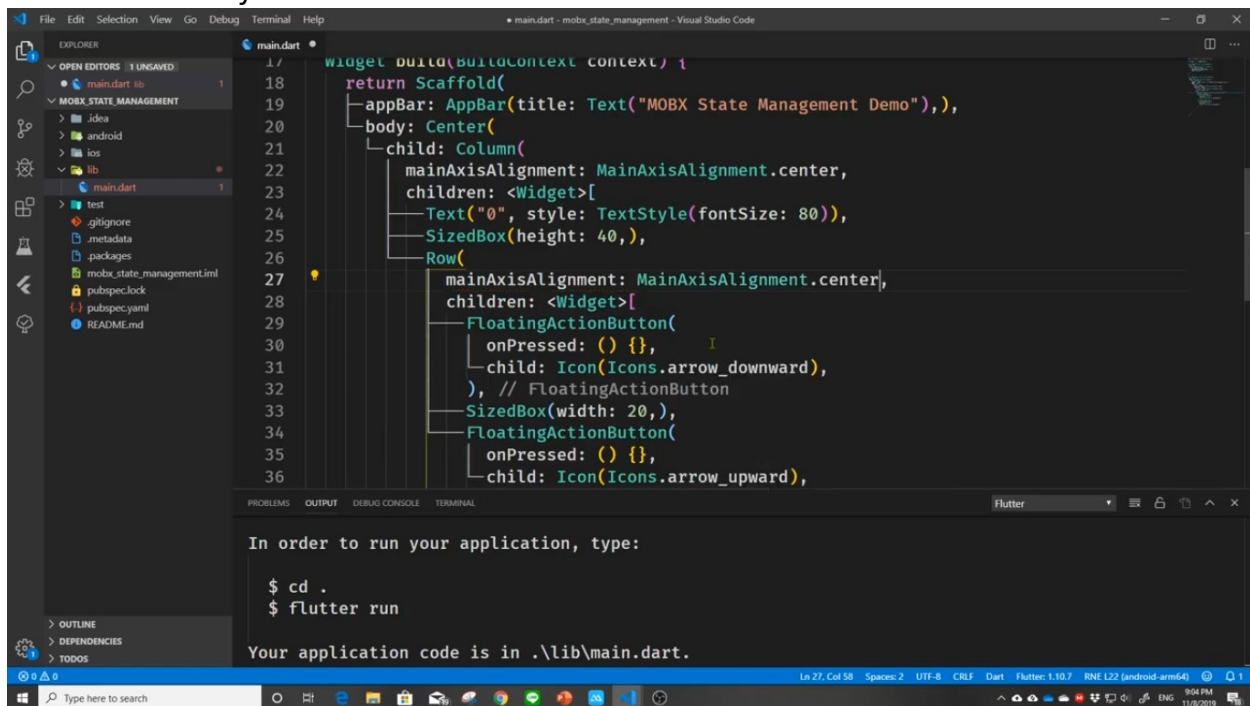 File Edit Selection View Go Debug Terminal Help
● main.dart - mobx_state_management - Visual Studio Code
EXPLORER
OPEN EDITORS 1 UNSAVED
main.dart lib 1
MOBX_STATE_MANAGEMENT
.idea
android
ios
lib
main.dart 1
test
.gitignore
.metadata
.packages
mobx_state_management.iml
pubspec.lock
pubspec.yaml
README.md
OUTLINE
DEPENDENCIES
TODOS
main.dart
17 Widget build(BuildContext context) {
18 return Scaffold(
19 appBar: AppBar(title: Text("MOBX State Management Demo"),),
20 body: Center(
21 child: Column(
22 mainAxisAlignment: MainAxisAlignment.center,
23 children: <Widget>[
24 Text("0", style: TextStyle(fontSize: 80)),
25 SizedBox(height: 40,),
26 Row(
27 mainAxisAlignment: MainAxisAlignment.center,
28 children: <Widget>[
29 FloatingActionButton(
30 onPressed: () {},
31 child: Icon(Icons.arrow_downward),
32 ), // FloatingActionButton
33 SizedBox(width: 20,),
34 FloatingActionButton(
35 onPressed: () {},
36 child: Icon(Icons.arrow_upward),
PROBLEMS OUTPUT DEBUG CONSOLE TERMINAL
Flutter
In order to run your application, type:
$ cd .
$ flutter run
Your application code is in .\lib\main.dart.
0 0
Ln 27, Col 58 Spaces: 2 UTF-8 CRLF Dart Flutter: 1.10.7 RNE L22 (android-arm64) 1
Type here to search
ENG
9:04 PM
11/8/2019